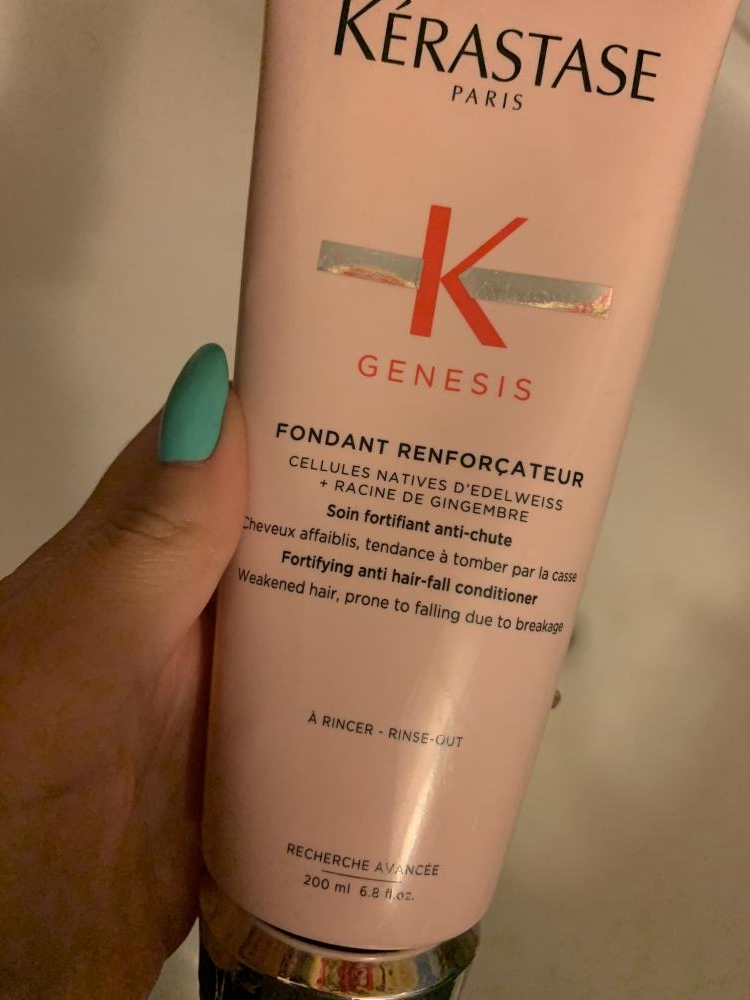 KÉRASTASE
PARIS
K
GENESIS
FONDANT RENFORÇATEUR
CELLULES NATIVES D'EDELWEISS
+ RACINE DE GINGEMBRE
Soin fortifiant anti-chute
Cheveux affaiblis, tendance à tomber par la casse
Fortifying anti hair-fall conditioner
Weakened hair, prone to falling due to breakage
À RINCER - RINSE-OUT
RECHERCHE AVANCÉE
200 ml 6.8 fl.oz.